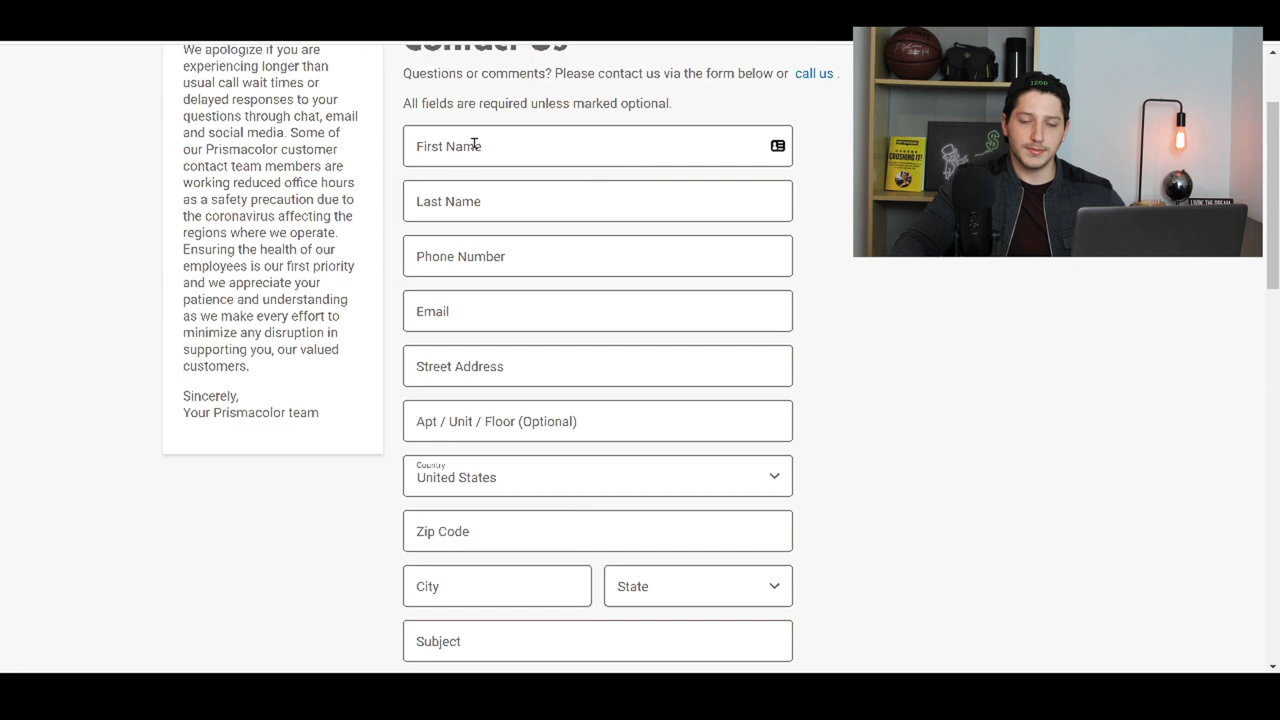 We apologize if you are
experiencing longer than
usual call wait times or
delayed responses to your
questions through chat, email
and social media. Some of
our Prismacolor customer
contact team members are
working reduced office hours
as a safety precaution due to
the coronavirus affecting the
regions where we operate.
Ensuring the health of our
employees is our first priority
and we appreciate your
patience and understanding
as we make every effort to
minimize any disruption in
supporting you, our valued
customers.
Sincerely,
Your Prismacolor team
Contact Us
Questions or comments? Please contact us via the form below or call us .
All fields are required unless marked optional.
First Name
Last Name
Phone Number
Email
Street Address
Apt / Unit / Floor (Optional)
Country
United States
Zip Code
City
State
Subject
CRUSHING IT!
IZOD
LIVIN' THE DREAM